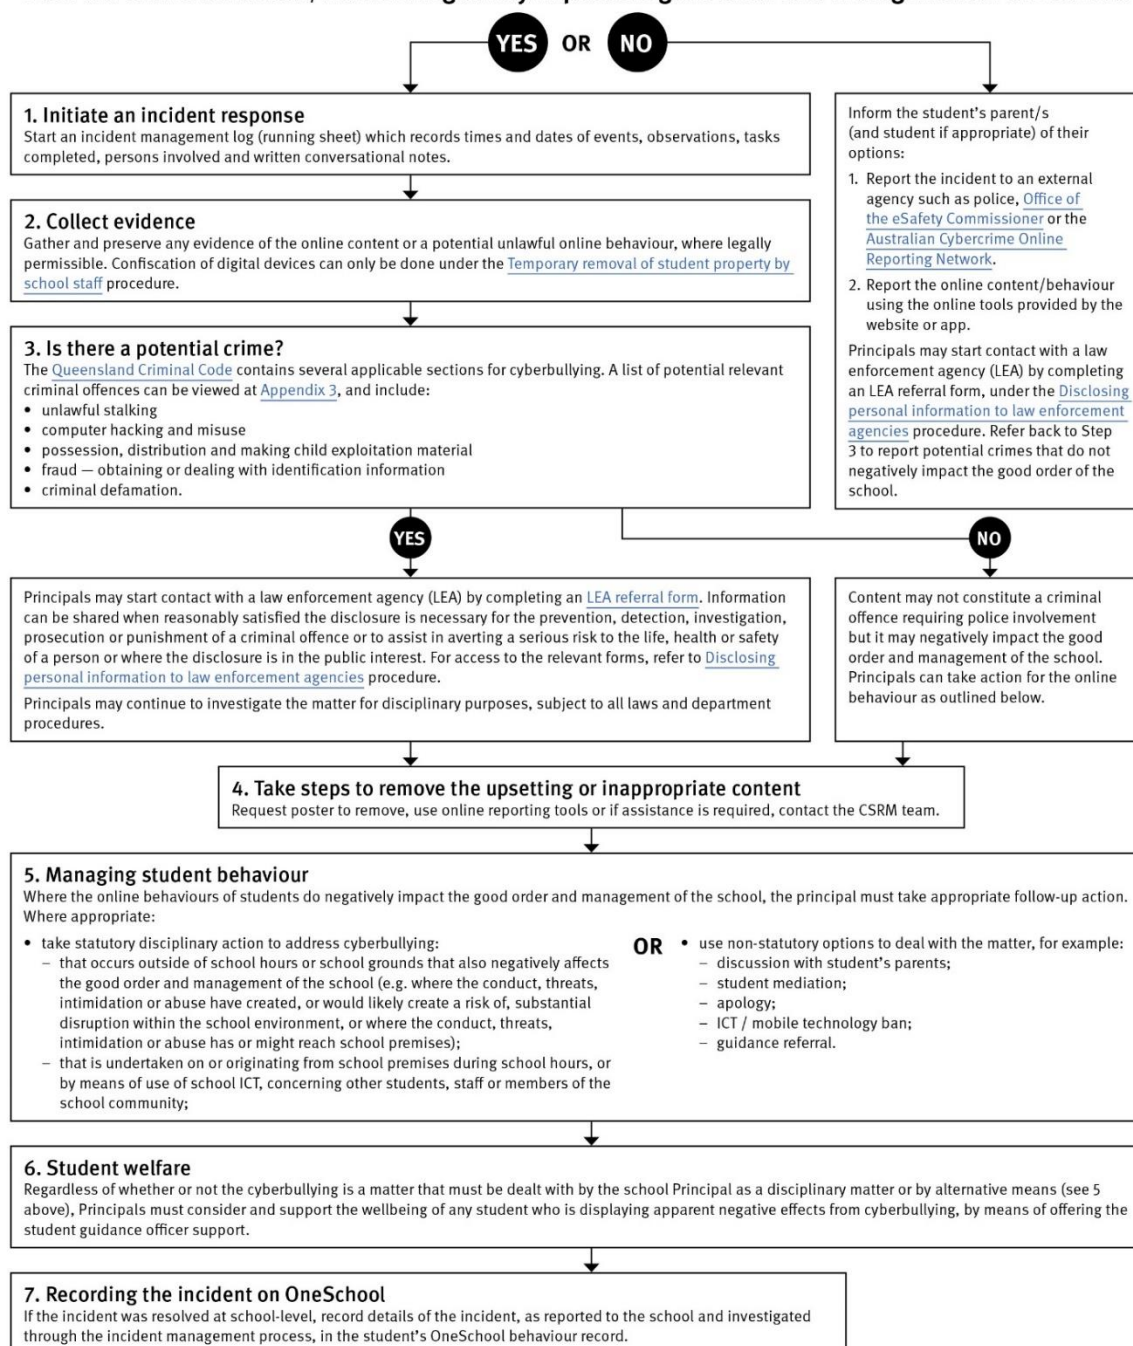 YES OR NO
1. Initiate an incident response
Start an incident management log (running sheet) which records times and dates of events, observations, tasks
completed, persons involved and written conversational notes.
2. Collect evidence
Gather and preserve any evidence of the online content or a potential unlawful online behaviour, where legally
permissible. Confiscation of digital devices can only be done under the Temporary removal of student property by
school staff procedure.
3. Is there a potential crime?
The Queensland Criminal Code contains several applicable sections for cyberbullying. A list of potential relevant
criminal offences can be viewed at Appendix 3, and include:
• unlawful stalking
• computer hacking and misuse
• possession, distribution and making child exploitation material
• fraud — obtaining or dealing with identification information
• criminal defamation.
Inform the student's parent/s
(and student if appropriate) of their
options:
1. Report the incident to an external
agency such as police, Office of
the eSafety Commissioner or the
Australian Cybercrime Online
Reporting Network.
2. Report the online content/behaviour
using the online tools provided by the
website or app.
Principals may start contact with a law
enforcement agency (LEA) by completing
an LEA referral form, under the Disclosing
personal information to law enforcement
agencies procedure. Refer back to Step
3 to report potential crimes that do not
negatively impact the good order of the
school.
YES
NO
Principals may start contact with a law enforcement agency (LEA) by completing an LEA referral form. Information
can be shared when reasonably satisfied the disclosure is necessary for the prevention, detection, investigation,
prosecution or punishment of a criminal offence or to assist in averting a serious risk to the life, health or safety
of a person or where the disclosure is in the public interest. For access to the relevant forms, refer to Disclosing
personal information to law enforcement agencies procedure.
Principals may continue to investigate the matter for disciplinary purposes, subject to all laws and department
procedures.
Content may not constitute a criminal
offence requiring police involvement
but it may negatively impact the good
order and management of the school.
Principals can take action for the online
behaviour as outlined below.
4. Take steps to remove the upsetting or inappropriate content
Request poster to remove, use online reporting tools or if assistance is required, contact the CSRM team.
5. Managing student behaviour
Where the online behaviours of students do negatively impact the good order and management of the school, the principal must take appropriate follow-up action.
Where appropriate:
• take statutory disciplinary action to address cyberbullying:
– that occurs outside of school hours or school grounds that also negatively affects
the good order and management of the school (e.g. where the conduct, threats,
intimidation or abuse have created, or would likely create a risk of, substantial
disruption within the school environment, or where the conduct, threats,
intimidation or abuse has or might reach school premises);
– that is undertaken on or originating from school premises during school hours, or
by means of use of school ICT, concerning other students, staff or members of the
school community;
OR
• use non-statutory options to deal with the matter, for example:
– discussion with student's parents;
– student mediation;
– apology;
– ICT / mobile technology ban;
– guidance referral.
6. Student welfare
Regardless of whether or not the cyberbullying is a matter that must be dealt with by the school Principal as a disciplinary matter or by alternative means (see 5
above), Principals must consider and support the wellbeing of any student who is displaying apparent negative effects from cyberbullying, by means of offering the
student guidance officer support.
7. Recording the incident on OneSchool
If the incident was resolved at school-level, record details of the incident, as reported to the school and investigated
through the incident management process, in the student's OneSchool behaviour record.